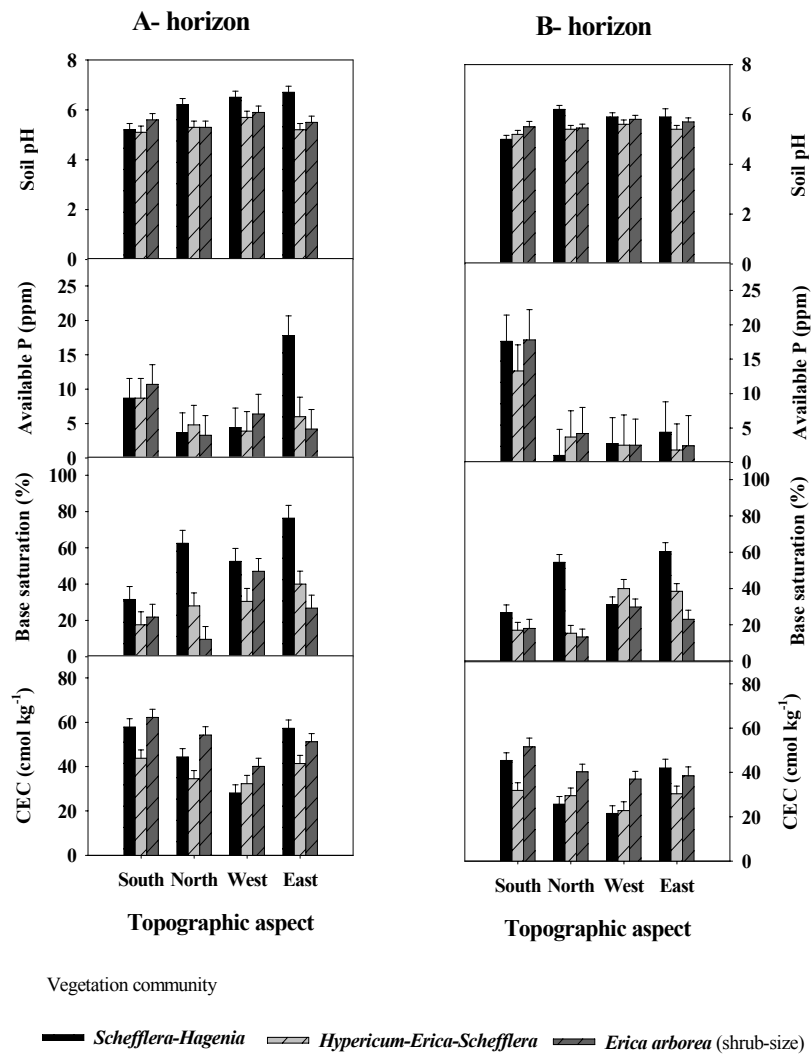 A- horizon
B- horizon
Soil pH
8
6
4
2
0
8
6
4
2
0
Soil pH
Available P (ppm)
25
20
15
10
5
0
25
20
15
10
5
0
Available P (ppm)
Base saturation (%)
100
80
60
40
20
0
100
80
60
40
20
0
Base saturation (%)
CEC (cmol kg-1)
80
60
40
20
0
80
60
40
20
0
CEC (cmol kg-1)
South North West East
South North West East
Topographic aspect
Topographic aspect
Vegetation community
Schefflera-Hagenia Hypericum-Erica-Schefflera Erica arborea (shrub-size)